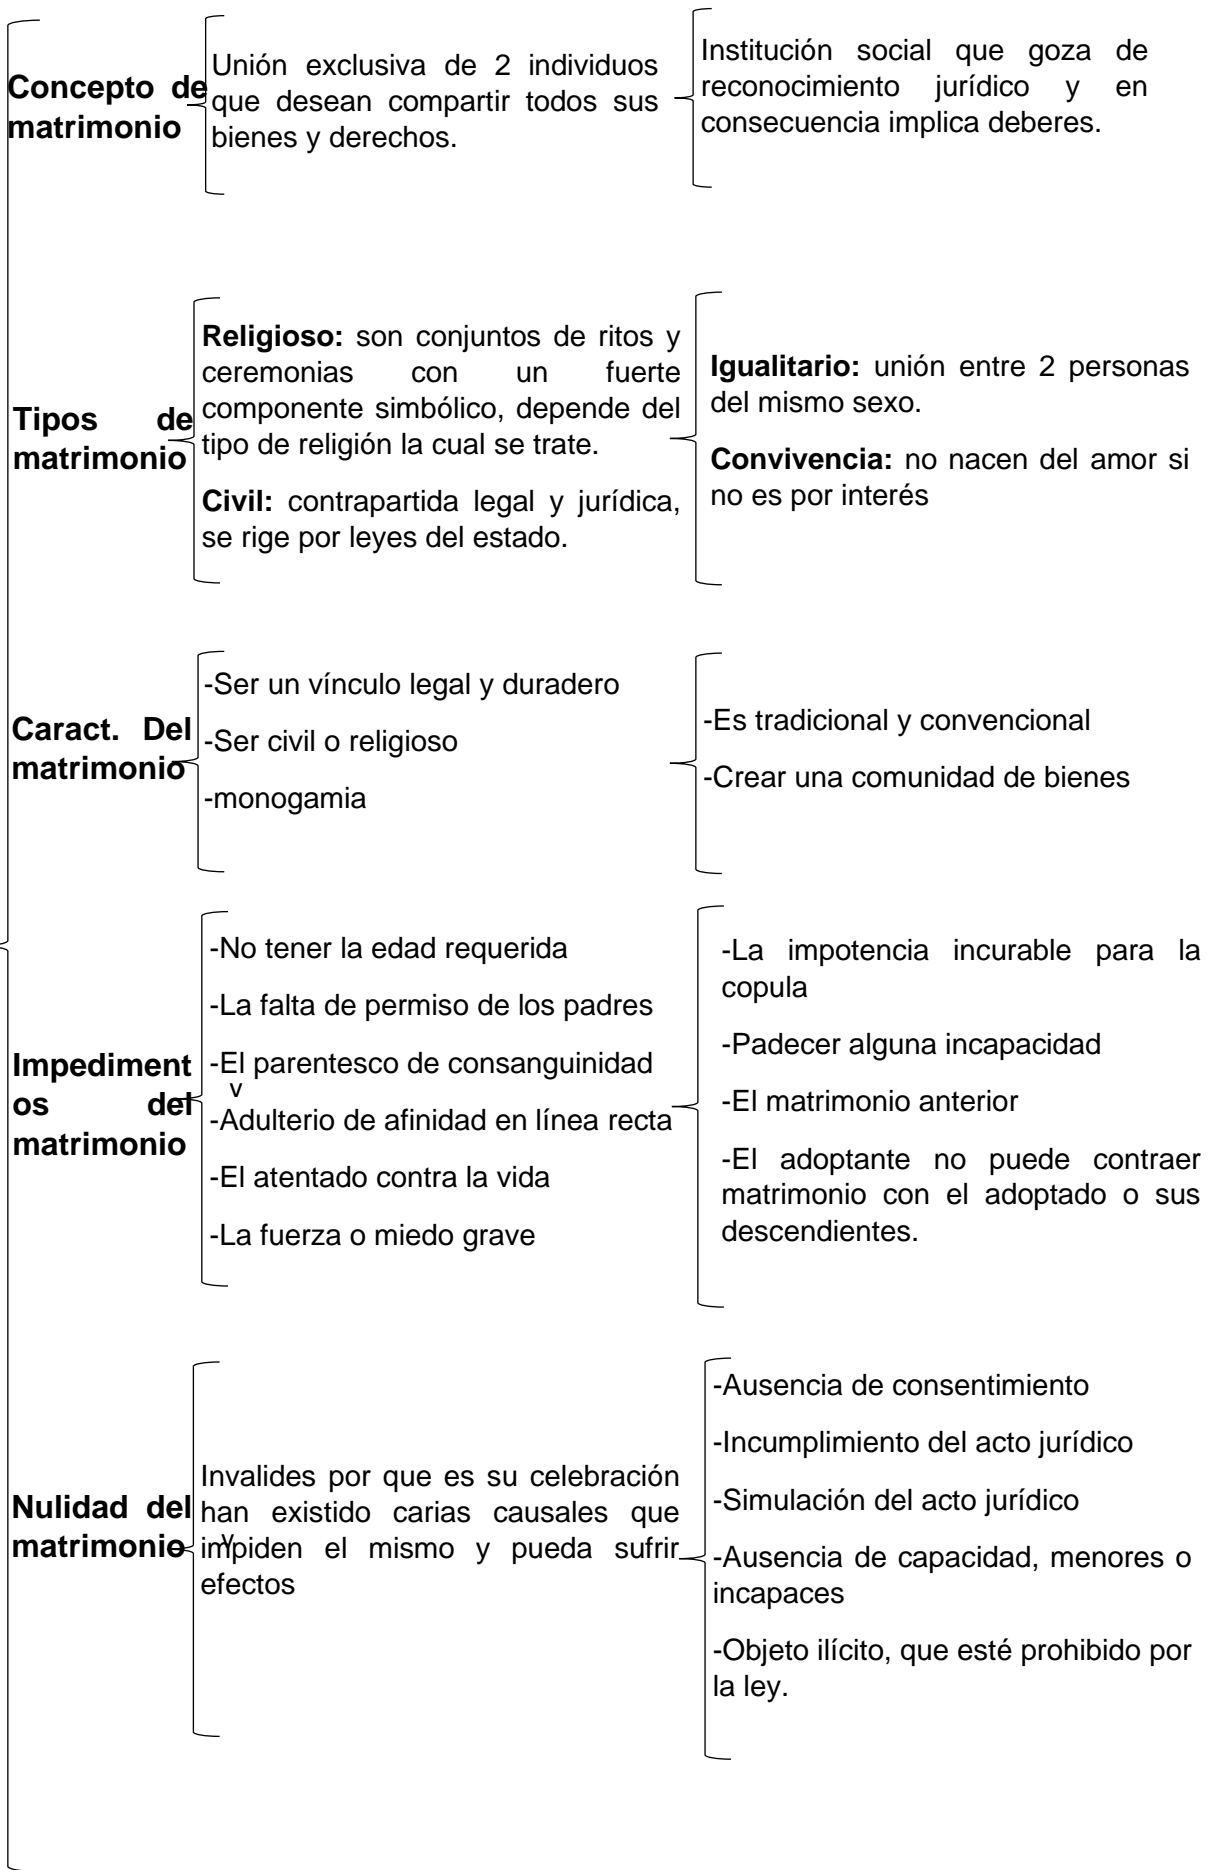 Concepto de
matrimonio
Unión exclusiva de 2 individuos
que desean compartir todos sus
bienes y derechos.
Institución social que goza de
reconocimiento jurídico y en
consecuencia implica deberes.
Tipos de
matrimonio
Religioso: son conjuntos de ritos y
ceremonias con un fuerte
componente simbólico, depende del
tipo de religión la cual se trate.
Civil: contrapartida legal y jurídica,
se rige por leyes del estado.
Igualitario: unión entre 2 personas
del mismo sexo.
Convivencia: no nacen del amor si
no es por interés
Caract. Del
matrimonio
-Ser un vínculo legal y duradero
-Ser civil o religioso
-monogamia
-Es tradicional y convencional
-Crear una comunidad de bienes
Impediment
os del
matrimonio
-No tener la edad requerida
-La falta de permiso de los padres
-El parentesco de consanguinidad
v
-Adulterio de afinidad en línea recta
-El atentado contra la vida
-La fuerza o miedo grave
-La impotencia incurable para la
copula
-Padecer alguna incapacidad
-El matrimonio anterior
-El adoptante no puede contraer
matrimonio con el adoptado o sus
descendientes.
Nulidad del
matrimonio
Invalides por que es su celebración
han existido carias causales que
v
impiden el mismo y pueda sufrir
efectos
-Ausencia de consentimiento
-Incumplimiento del acto jurídico
-Simulación del acto jurídico
-Ausencia de capacidad, menores o
incapaces
-Objeto ilícito, que esté prohibido por
la ley.